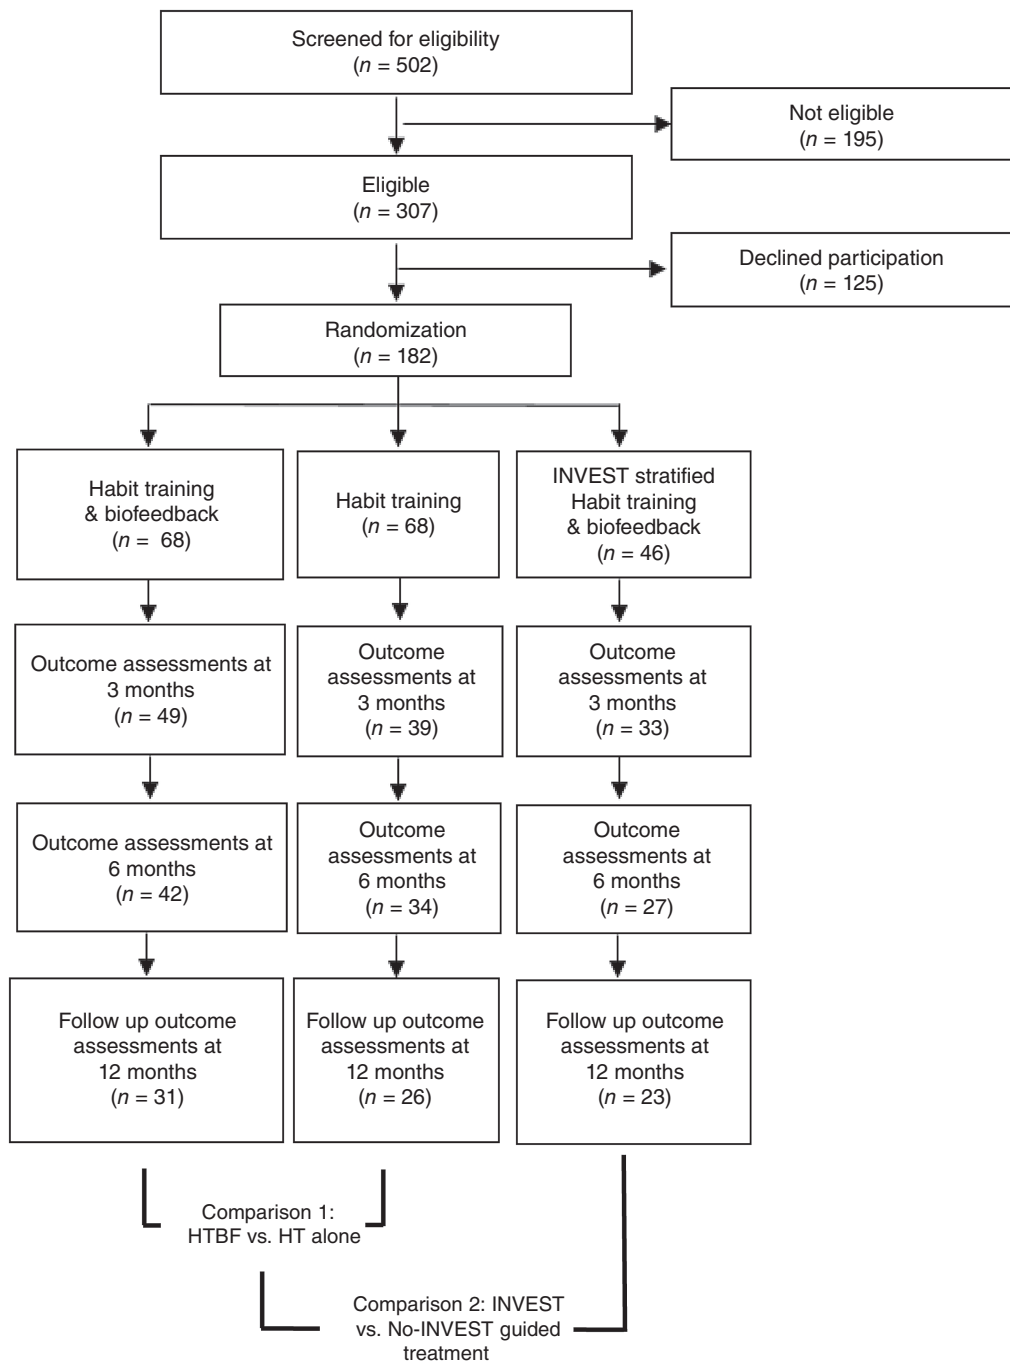 Screened for eligibility
(n = 502)
Not eligible
(n = 195)
Eligible
(n = 307)
Declined participation
(n = 125)
Randomization
(n = 182)
Habit training
& biofeedback
(n = 68)
Habit training
(n = 68)
INVEST stratified
Habit training
& biofeedback
(n = 46)
Outcome assessments at
3 months
(n = 49)
Outcome
assessments at
3 months
(n = 39)
Outcome
assessments at
3 months
(n = 33)
Outcome assessments at
6 months
(n = 42)
Outcome
assessments at
6 months
(n = 34)
Outcome
assessments at
6 months
(n = 27)
Follow up outcome
assessments at
12 months
(n = 31)
Follow up outcome
assessments at
12 months
(n = 26)
Follow up outcome
assessments at
12 months
(n = 23)
Comparison 1:
HTBF vs. HT alone
Comparison 2: INVEST
vs. No-INVEST guided
treatment